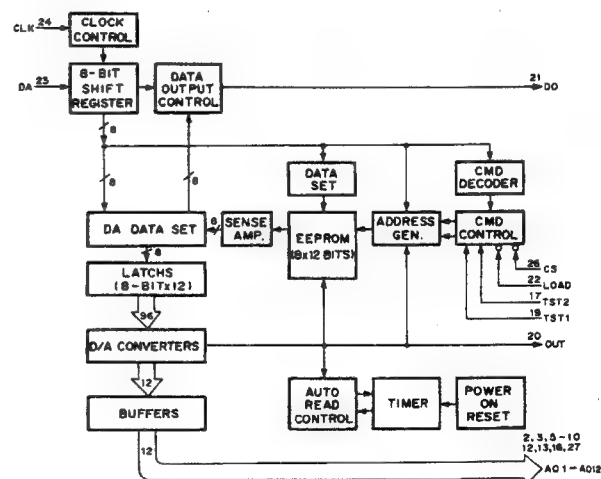 CLK 24
CLOCK
CONTROL
DA 23
8-BIT
SHIFT
REGISTER
DATA
OUTPUT
CONTROL
21 DO
8
8
8
DATA
SET
CMD
DECODER
DA DATA SET
8
SENSE
AMP.
EEPROM
(8x12 BITS)
ADDRESS
GEN.
CMD
CONTROL
8
LATCHS
(8-BITx12)
26 CS
22 LOAD
17 TST2
19 TST1
96
D/A CONVERTERS
20 OUT
12
BUFFERS
AUTO
READ
CONTROL
TIMER
POWER
ON
RESET
12
2,3,5-10
12,13,16,27
AO1-AO12